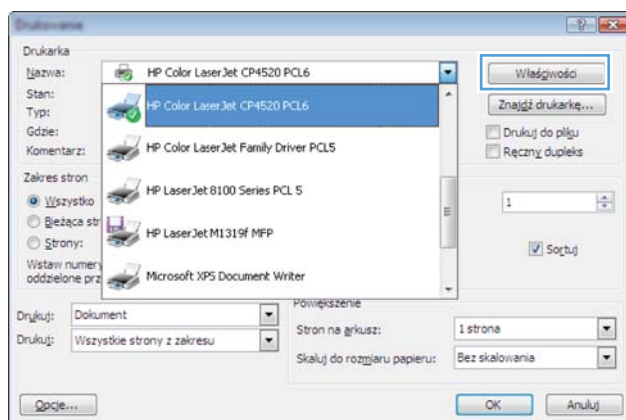 Drukowanie
Drukarka
Nazwa: HP Color LaserJet CP4520 PCL6
Właściwości
Stan:
HP Color LaserJet CP4520 PCL6
Znajdź drukarkę...
Typ:
Gdzie:
Drukuj do pliku
Komentarz:
HP Color LaserJet Family Driver PCL5
Ręczny dupleks
Zakres stron
HP LaserJet 8100 Series PCL 5
Wszystko
1
Bieżąca
HP LaserJet M1319f MFP
Strony:
Sortuj
Wstaw numery
oddzielone
Microsoft XPS Document Writer
Drukuj: Dokument
Powiększenie
Stron na arkusz: 1 strona
Drukuj: Wszystkie strony z zakresu
Skaluj do rozmiaru papieru: Bez skalowania
Opcje...
OK
Anuluj